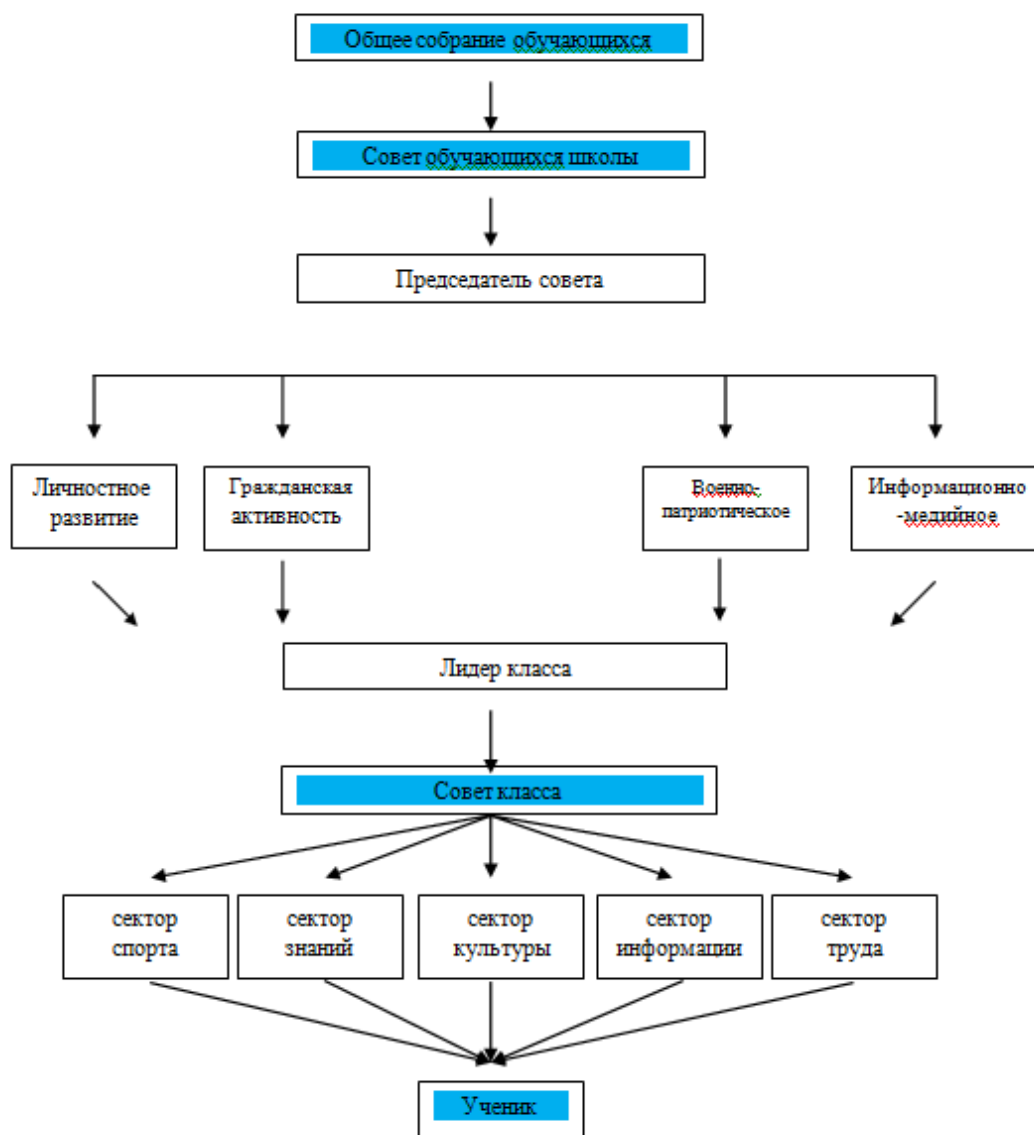 Общее собрание обучающихся
Совет обучающихся школы
Председатель совета
Личностное
развитие
Гражданская
активность
Военно-
патриотическое
Информационно
-медийное
Лидер класса
Совет класса
сектор
спорта
сектор
знаний
сектор
культуры
сектор
информации
сектор
труда
Ученик